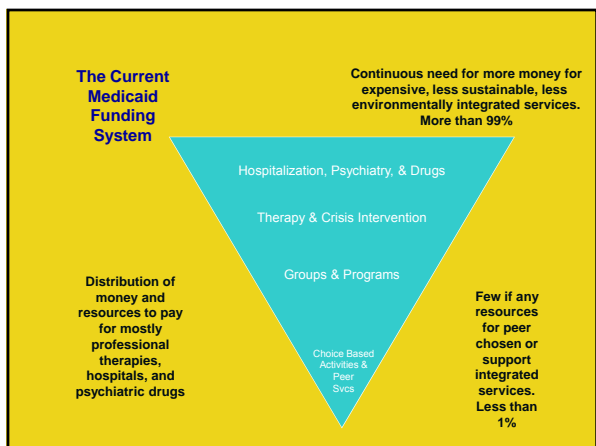 The Current
Medicaid
Funding
System
Continuous need for more money for
expensive, less sustainable, less
environmentally integrated services.
More than 99%
Hospitalization, Psychiatry, & Drugs
Therapy & Crisis Intervention
Groups & Programs
Choice Based
Activities &
Peer
Svcs
Distribution of
money and
resources to pay
for mostly
professional
therapies,
hospitals, and
psychiatric drugs
Few if any
resources
for peer
chosen or
support
integrated
services.
Less than
1%